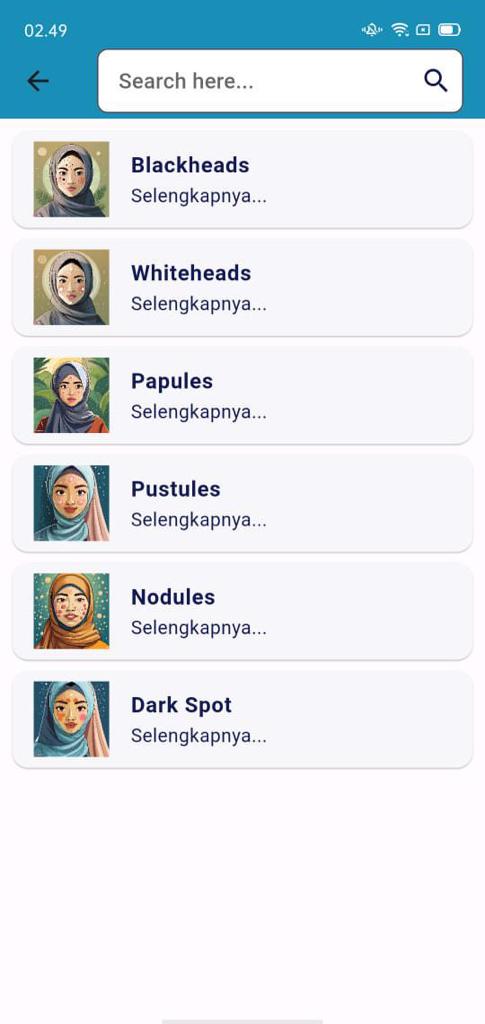 02.49
Search here...
Blackheads
Selengkapnya...
Whiteheads
Selengkapnya...
Papules
Selengkapnya...
Pustules
Selengkapnya...
Nodules
Selengkapnya...
Dark Spot
Selengkapnya...